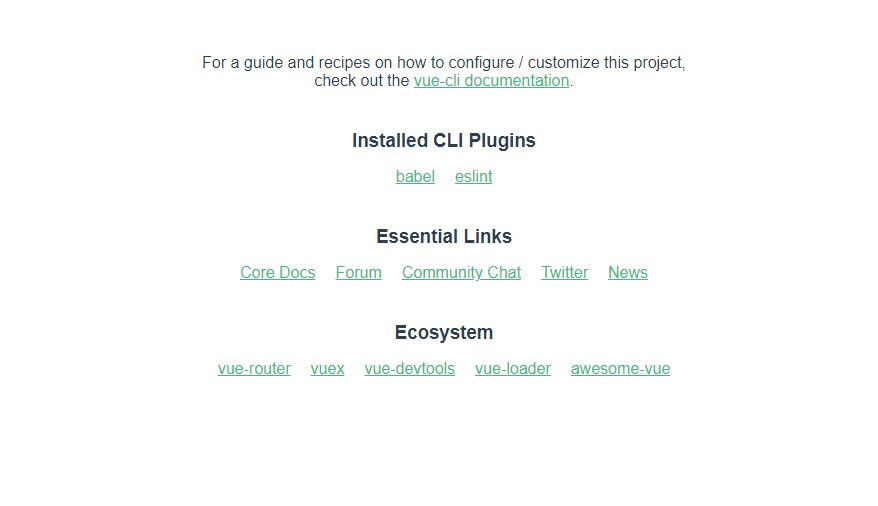 For a guide and recipes on how to configure / customize this project,
check out the vue-cli documentation.
Installed CLI Plugins
babel eslint
Essential Links
Core Docs Forum Community Chat Twitter News
Ecosystem
vue-router vuex vue-devtools vue-loader awesome-vue